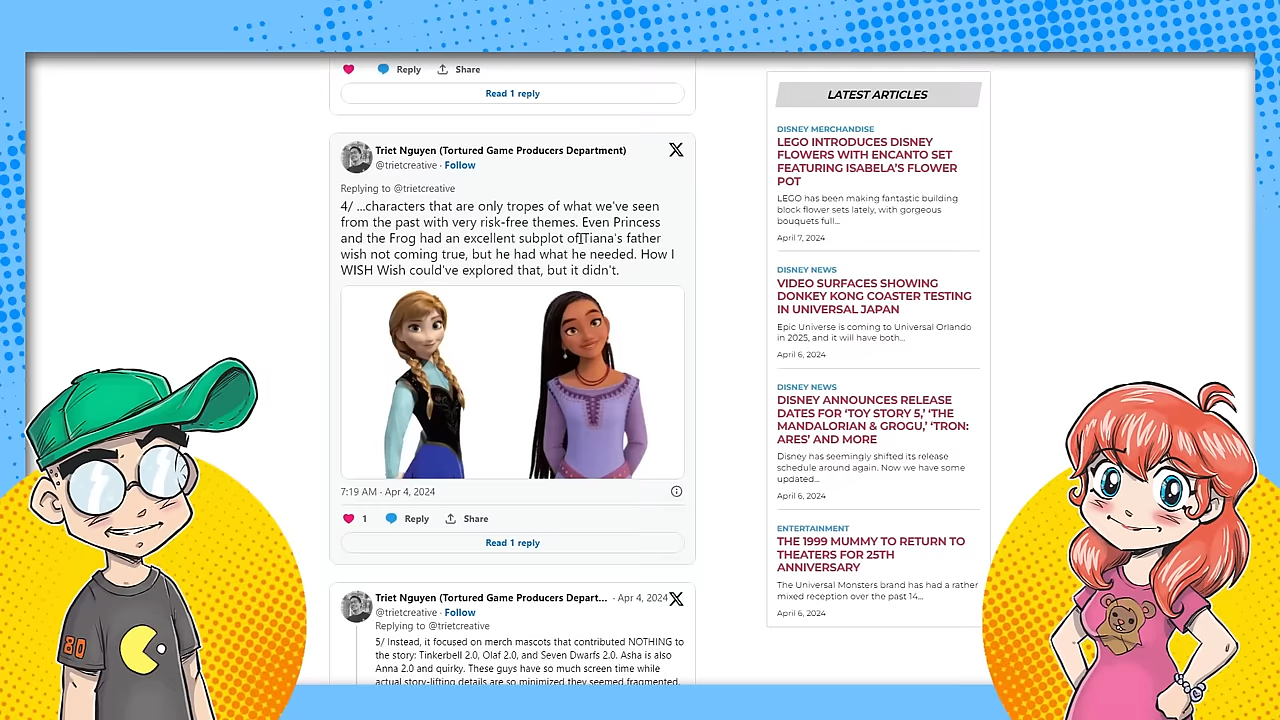 Reply
Share
Read 1 reply
Triet Nguyen (Tortured Game Producers Department)
@trietcreative · Follow
Replying to @trietcreative
4/ ...characters that are only tropes of what we've seen
from the past with very risk-free themes. Even Princess
and the Frog had an excellent subplot of Tiana's father
wish not coming true, but he had what he needed. How I
WISH Wish could've explored that, but it didn't.
7:19 AM · Apr 4, 2024
1
Reply
Share
Read 1 reply
Triet Nguyen (Tortured Game Producers Depart... · Apr 4, 2024
@trietcreative · Follow
Replying to @trietcreative
5/ Instead, it focused on merch mascots that contributed NOTHING to
the story: Tinkerbell 2.0, Olaf 2.0, and Seven Dwarfs 2.0. Asha is also
Anna 2.0 and quirky. These guys have so much screen time while
actual story-lifting details are so minimized they seemed fragmented.
LATEST ARTICLES
DISNEY MERCHANDISE
LEGO INTRODUCES DISNEY
FLOWERS WITH ENCANTO SET
FEATURING ISABELA'S FLOWER
POT
LEGO has been making fantastic building
block flower sets lately, with gorgeous
bouquets full...
April 7, 2024
DISNEY NEWS
VIDEO SURFACES SHOWING
DONKEY KONG COASTER TESTING
IN UNIVERSAL JAPAN
Epic Universe is coming to Universal Orlando
in 2025, and it will have both...
April 6, 2024
DISNEY NEWS
DISNEY ANNOUNCES RELEASE
DATES FOR 'TOY STORY 5,' 'THE
MANDALORIAN & GROGU,' 'TRON:
ARES' AND MORE
Disney has seemingly shifted its release
schedule around again. Now we have some
updated...
April 6, 2024
ENTERTAINMENT
THE 1999 MUMMY TO RETURN TO
THEATERS FOR 25TH
ANNIVERSARY
The Universal Monsters brand has had a rather
mixed reception over the past 14...
April 6, 2024
80